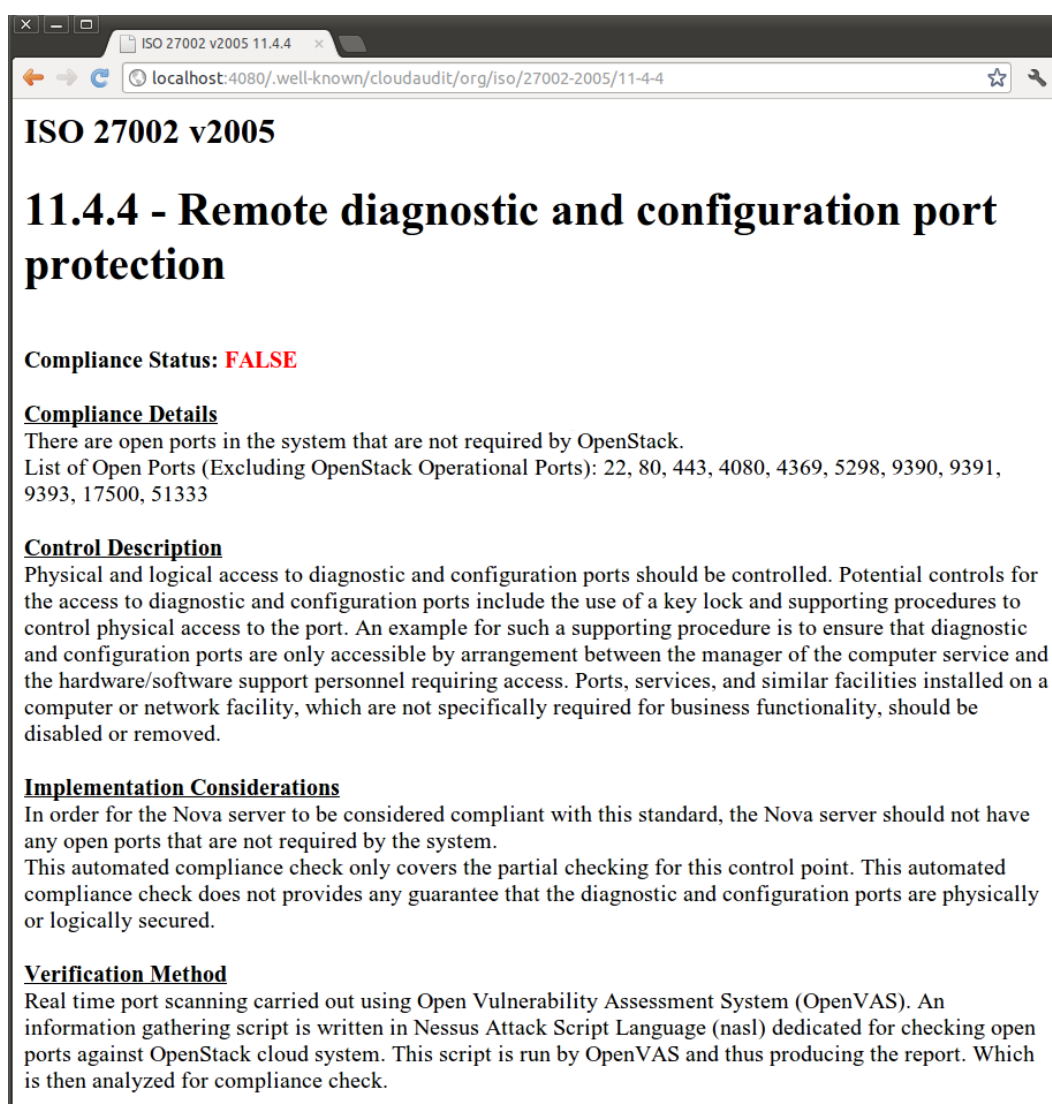 ISO 27002 v2005 11.4.4
localhost:4080/.well-known/cloudaudit/org/iso/27002-2005/11-4-4
ISO 27002 v2005
11.4.4 - Remote diagnostic and configuration port
protection
Compliance Status: FALSE
Compliance Details
There are open ports in the system that are not required by OpenStack.
List of Open Ports (Excluding OpenStack Operational Ports): 22, 80, 443, 4080, 4369, 5298, 9390, 9391,
9393, 17500, 51333
Control Description
Physical and logical access to diagnostic and configuration ports should be controlled. Potential controls for
the access to diagnostic and configuration ports include the use of a key lock and supporting procedures to
control physical access to the port. An example for such a supporting procedure is to ensure that diagnostic
and configuration ports are only accessible by arrangement between the manager of the computer service and
the hardware/software support personnel requiring access. Ports, services, and similar facilities installed on a
computer or network facility, which are not specifically required for business functionality, should be
disabled or removed.
Implementation Considerations
In order for the Nova server to be considered compliant with this standard, the Nova server should not have
any open ports that are not required by the system.
This automated compliance check only covers the partial checking for this control point. This automated
compliance check does not provides any guarantee that the diagnostic and configuration ports are physically
or logically secured.
Verification Method
Real time port scanning carried out using Open Vulnerability Assessment System (OpenVAS). An
information gathering script is written in Nessus Attack Script Language (nasl) dedicated for checking open
ports against OpenStack cloud system. This script is run by OpenVAS and thus producing the report. Which
is then analyzed for compliance check.